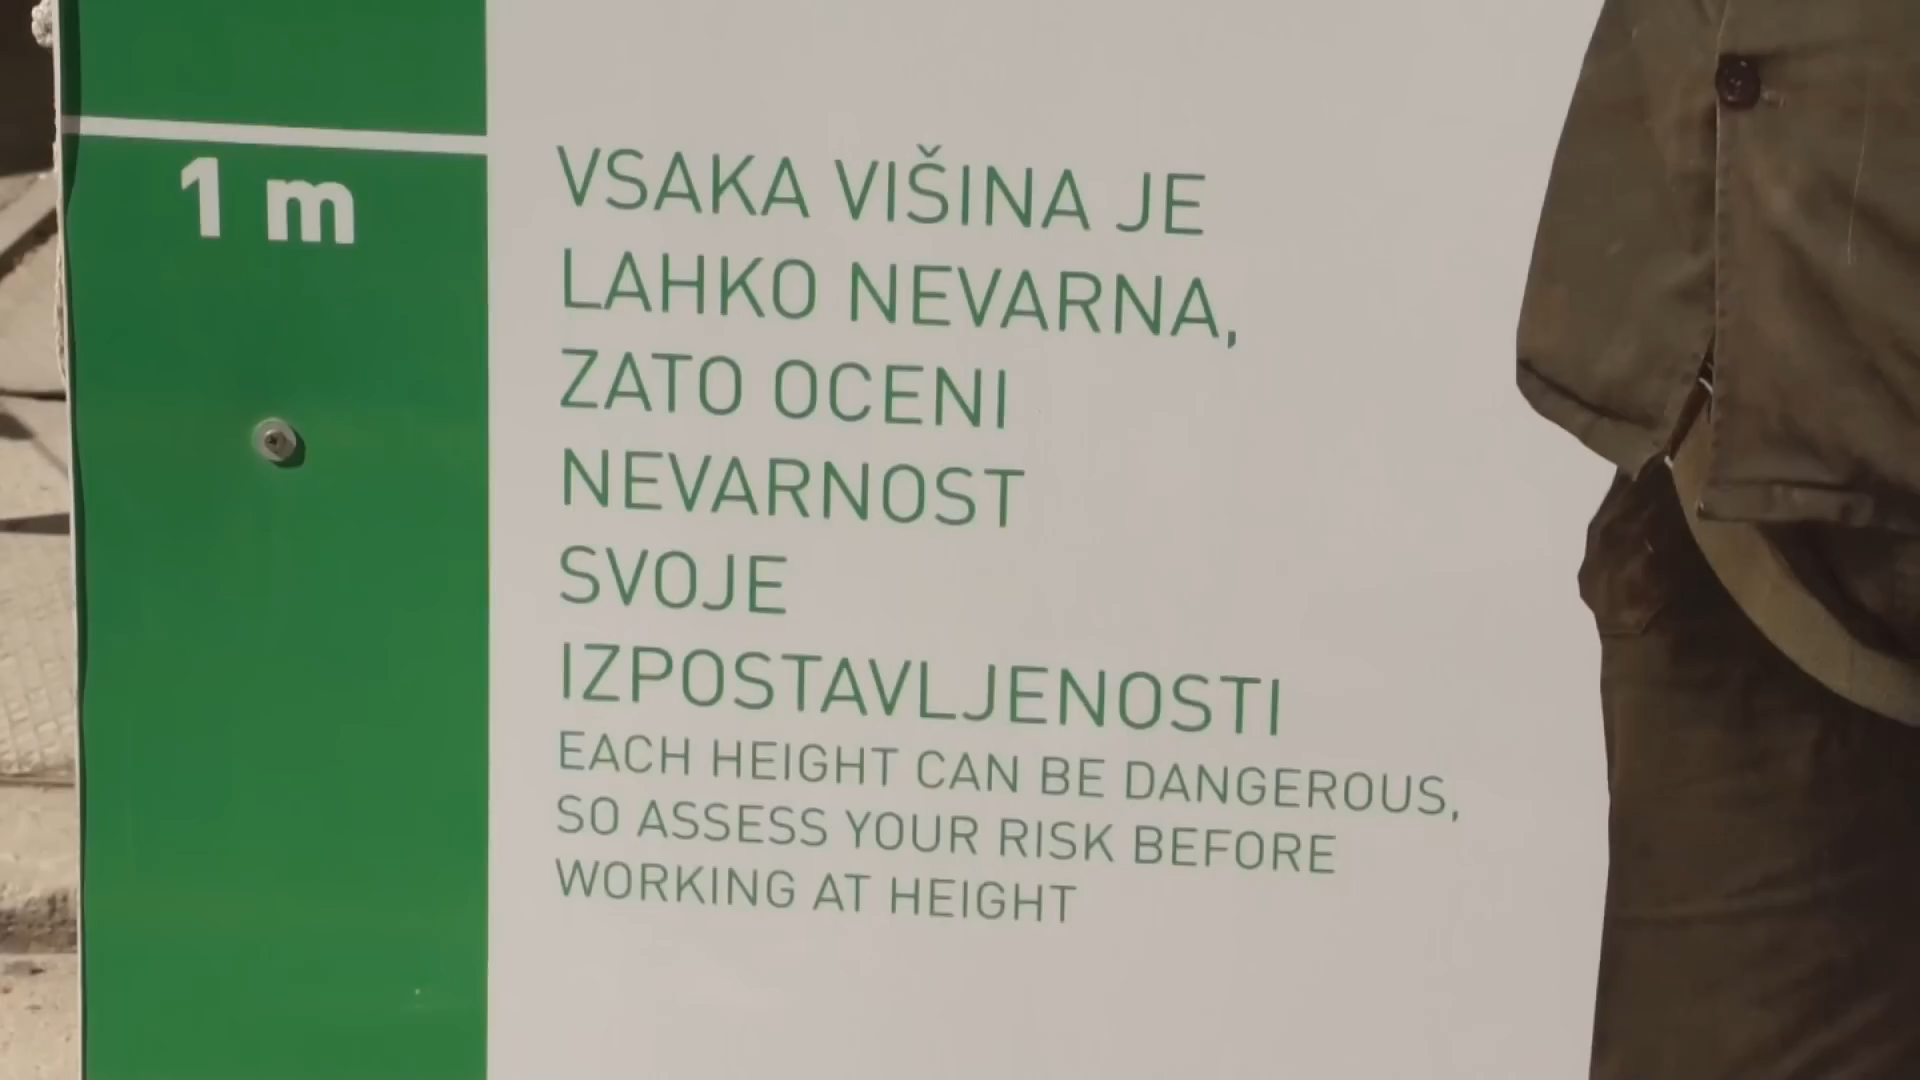 1 m
VSAKA VIŠINA JE
LAHKO NEVARNA,
ZATO OCENI
NEVARNOST
SVOJE
IZPOSTAVLJENOSTI
EACH HEIGHT CAN BE DANGEROUS,
SO ASSESS YOUR RISK BEFORE
WORKING AT HEIGHT